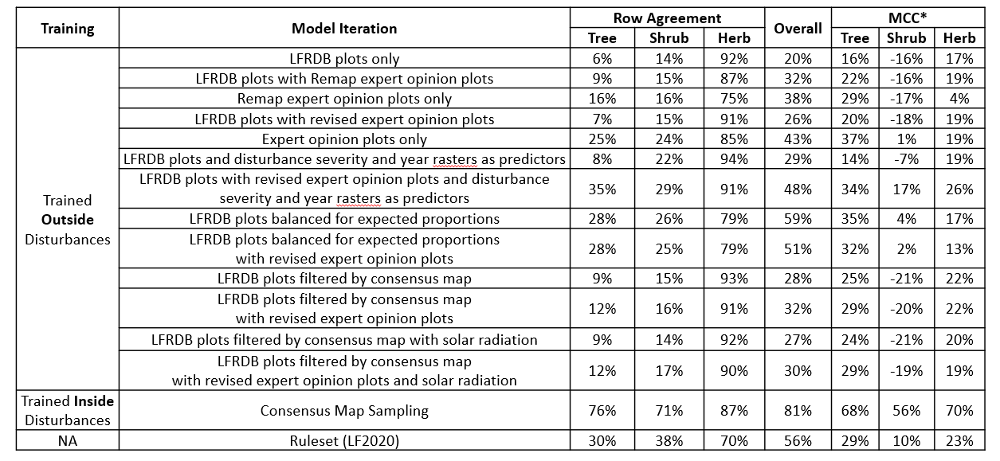 Training Model Iteration Row Agreement Overall MCC*
Tree Shrub Herb Tree Shrub Herb
Trained
Outside
Disturbances
LFRDB plots only 6% 14% 92% 20% 16% -16% 17%
LFRDB plots with Remap expert opinion plots 9% 15% 87% 32% 22% -16% 19%
Remap expert opinion plots only 16% 16% 75% 38% 29% -17% 4%
LFRDB plots with revised expert opinion plots 7% 15% 91% 26% 20% -18% 19%
Expert opinion plots only 25% 24% 85% 43% 37% 1% 19%
LFRDB plots and disturbance severity and year rasters as predictors 8% 22% 94% 29% 14% -7% 19%
LFRDB plots with revised expert opinion plots and disturbance
severity and year rasters as predictors 35% 29% 91% 48% 34% 17% 26%
LFRDB plots balanced for expected proportions 28% 26% 79% 59% 35% 4% 17%
LFRDB plots balanced for expected proportions
with revised expert opinion plots 28% 25% 79% 51% 32% 2% 13%
LFRDB plots filtered by consensus map 9% 15% 93% 28% 25% -21% 22%
LFRDB plots filtered by consensus map
with revised expert opinion plots 12% 16% 91% 32% 29% -20% 22%
LFRDB plots filtered by consensus map with solar radiation 9% 14% 92% 27% 24% -21% 20%
LFRDB plots filtered by consensus map
with revised expert opinion plots and solar radiation 12% 17% 90% 30% 29% -19% 19%
Trained Inside
Disturbances
Consensus Map Sampling 76% 71% 87% 81% 68% 56% 70%
NA Ruleset (LF2020) 30% 38% 70% 56% 29% 10% 23%